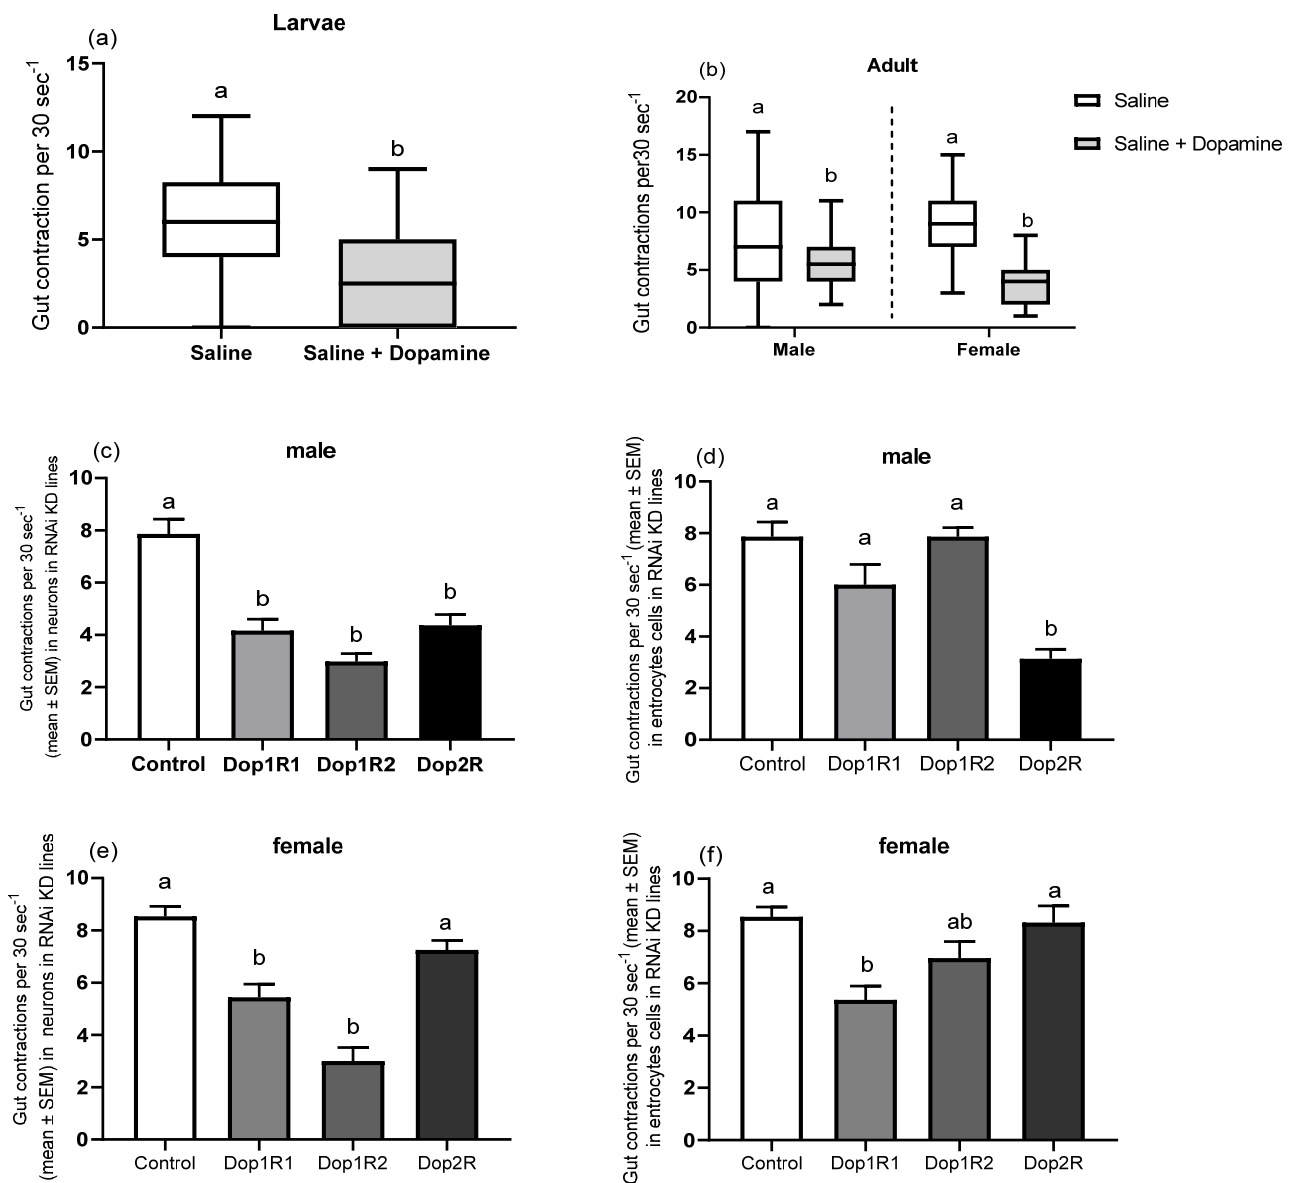 (a)
Larvae
Gut contraction per 30 sec-1
15
10
5
0
a
b
Saline
Saline + Dopamine
(b)
Adult
Gut contractions per30 sec-1
20
15
10
5
0
a
b
a
b
Male
Female
Saline
Saline + Dopamine
(c)
male
Gut contractions per 30 sec-1
(mean ± SEM) in neurons in RNAi KD lines
10
8
6
4
2
0
a
b
b
b
Control
Dop1R1
Dop1R2
Dop2R
(d)
male
Gut contractions per 30 sec-1 (mean ± SEM)
in entrocytes cells in RNAi KD lines
10
8
6
4
2
0
a
a
a
b
Control
Dop1R1
Dop1R2
Dop2R
(e)
female
Gut contractions per 30 sec-1
(mean ± SEM) in neurons in RNAi KD lines
10
8
6
4
2
0
a
b
b
a
Control
Dop1R1
Dop1R2
Dop2R
(f)
female
Gut contractions per 30 sec-1 (mean ± SEM)
in entrocytes cells in RNAi KD lines
10
8
6
4
2
0
a
b
ab
a
Control
Dop1R1
Dop1R2
Dop2R